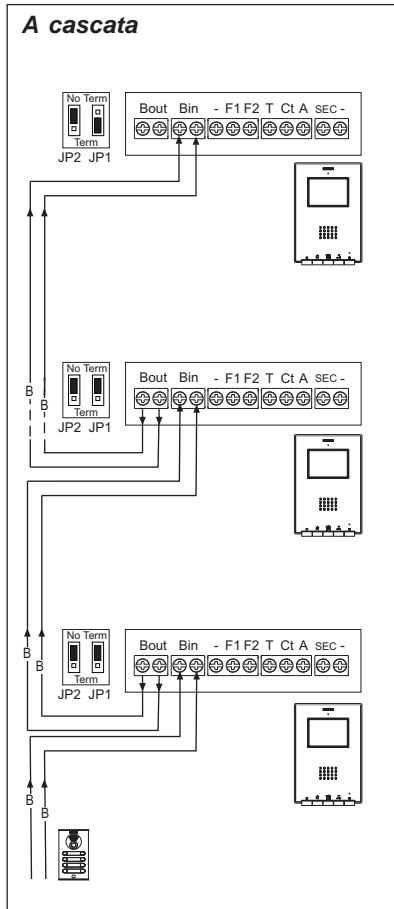 A cascata
No Term
Term
JP2 JP1
Bout Bin - F1 F2 T Ct A SEC -
B
B
No Term
Term
JP2 JP1
Bout Bin - F1 F2 T Ct A SEC -
B
B
No Term
Term
JP2 JP1
Bout Bin - F1 F2 T Ct A SEC -
B
B